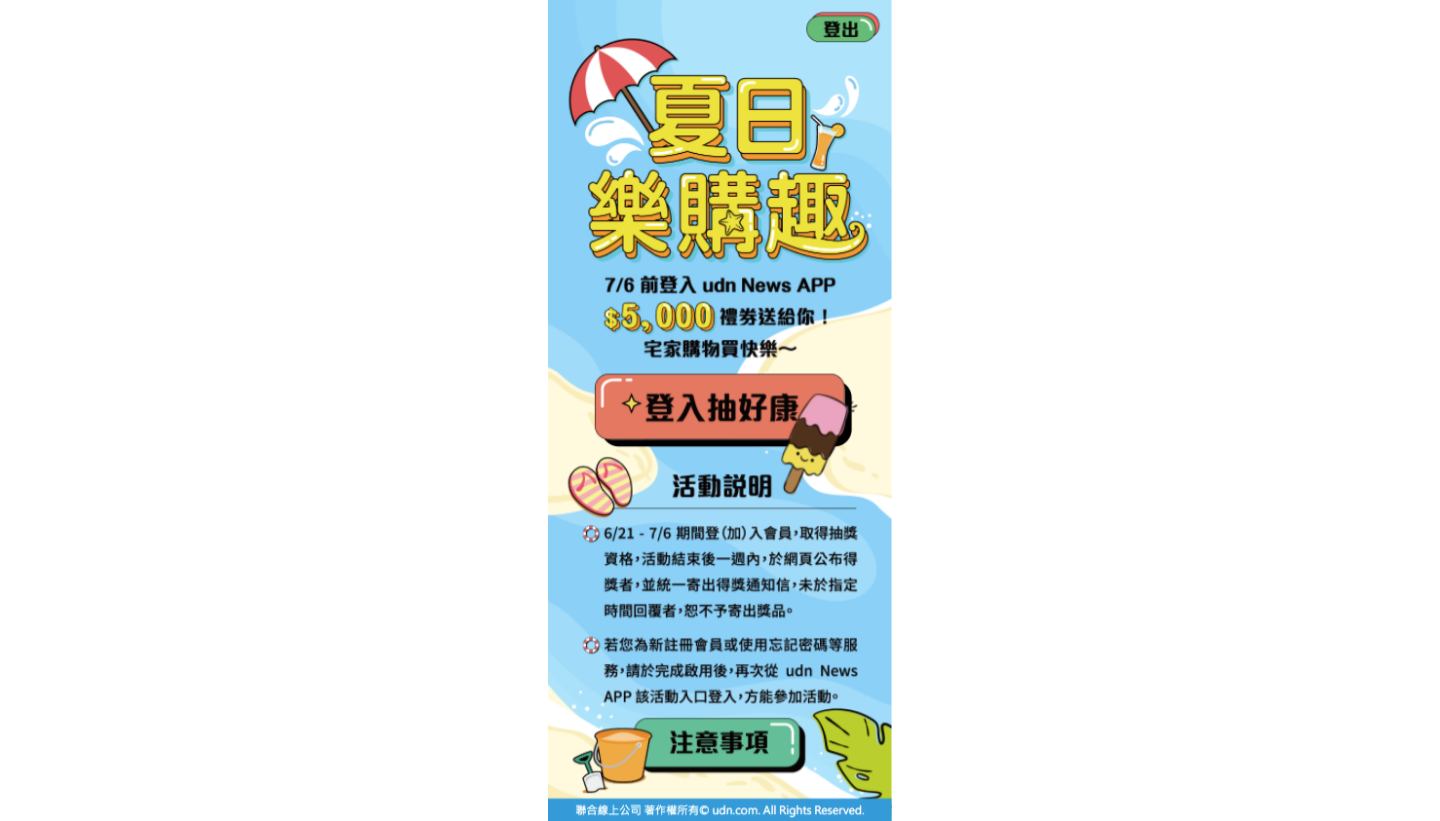 登出
夏日
樂購趣
7/6 前登入 udn News APP
$5,000 禮券送給你！
宅家購物買快樂～
登入抽好康
活動説明
6/21 - 7/6 期間登（加）入會員，取得抽獎
資格，活動結束後一週內，於網頁公布得
獎者，並統一寄出得獎通知信，未於指定
時間回覆者，恕不予寄出獎品。
若您為新註冊會員或使用忘記密碼等服
務，請於完成啟用後，再次從 udn News
APP 該活動入口登入，方能參加活動。
注意事項
聯合線上公司 著作權所有© udn.com. All Rights Reserved.